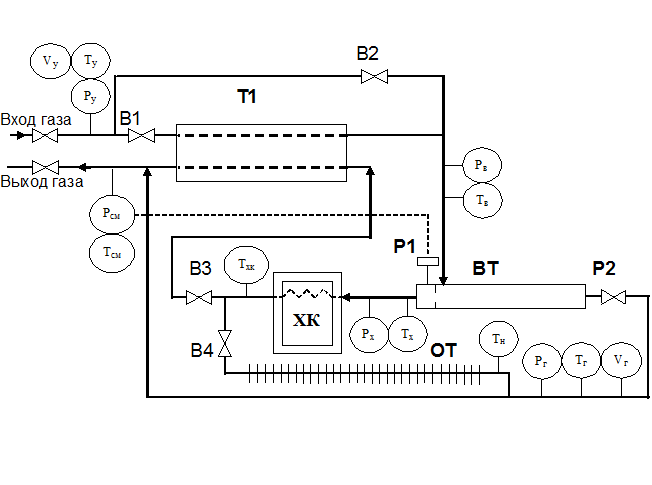 В2
Vу Tу
Pу
Т1
Вход газа
В1
Выход газа
Pв
Tв
Pсм
Tсм
Р1
В3
Tхк
ВТ
Р2
ХК
Pх Tх
В4
ОТ
Tн
Pг Tг Vг